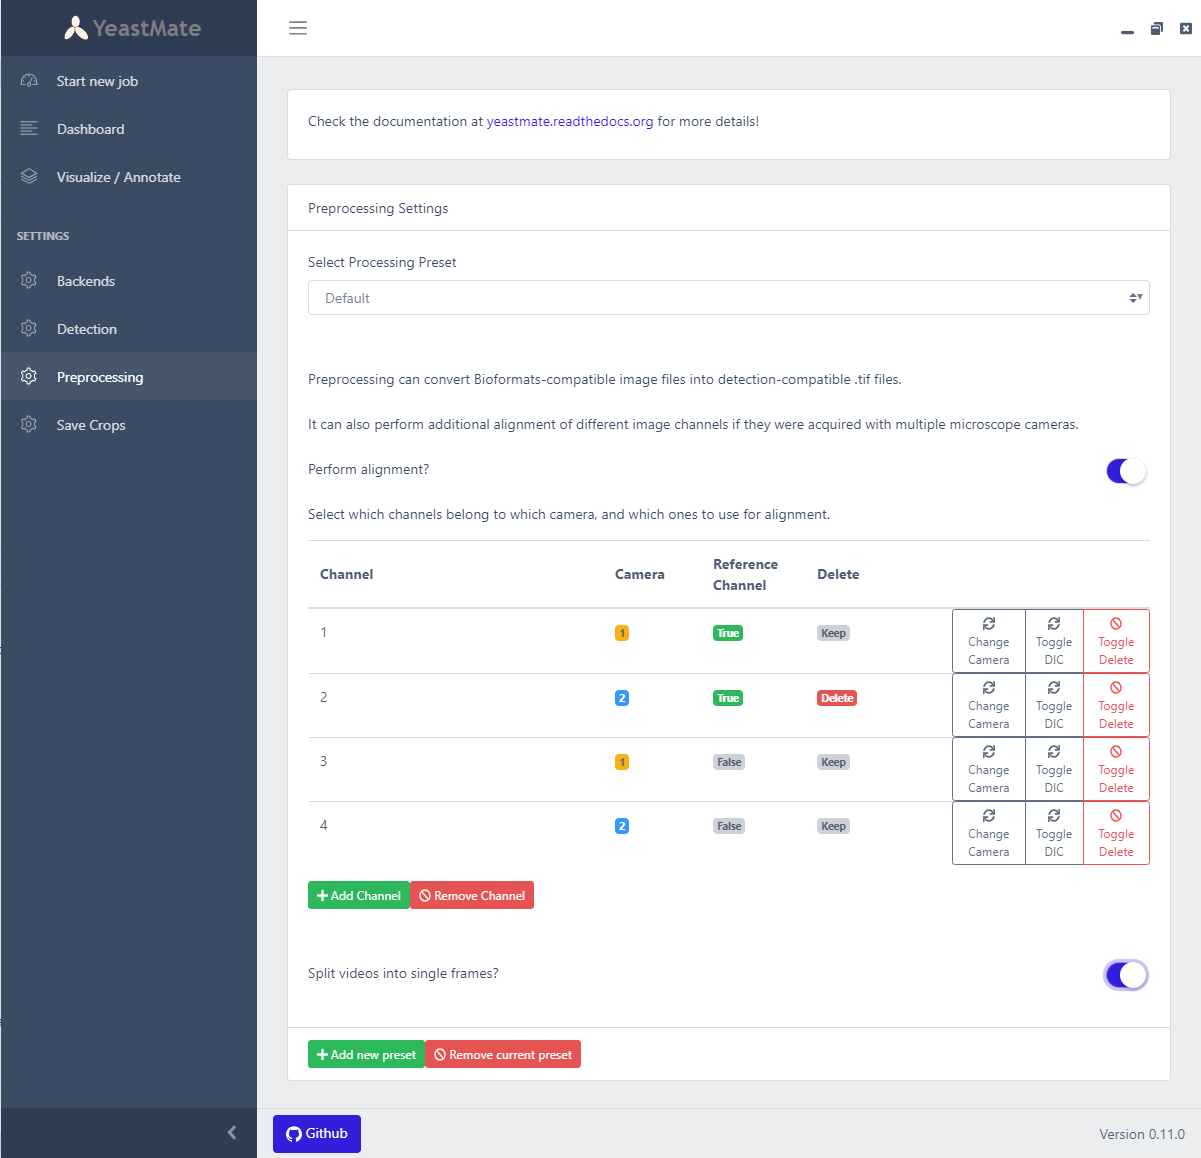 YeastMate
Start new job
Dashboard
Visualize / Annotate
SETTINGS
Backends
Detection
Preprocessing
Save Crops
Check the documentation at yeastmate.readthedocs.org for more details!
Preprocessing Settings
Select Processing Preset
Default
Preprocessing can convert Bioformats-compatible image files into detection-compatible .tif files.
It can also perform additional alignment of different image channels if they were acquired with multiple microscope cameras.
Perform alignment?
Select which channels belong to which camera, and which ones to use for alignment.
Channel Camera Reference Channel Delete
1 1 True Keep Change Camera Toggle DIC Toggle Delete
2 2 True Delete Change Camera Toggle DIC Toggle Delete
3 1 False Keep Change Camera Toggle DIC Toggle Delete
4 2 False Keep Change Camera Toggle DIC Toggle Delete
Add Channel Remove Channel
Split videos into single frames?
Add new preset Remove current preset
Github Version 0.11.0